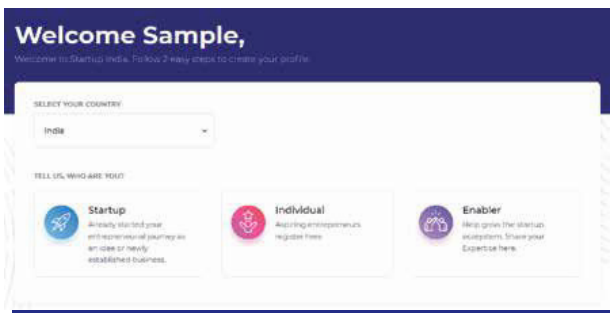 Welcome Sample,
Welcome to Startup India. Follow 2 easy steps to create your profile.
SELECT YOUR COUNTRY
India
TELL US, WHO ARE YOU?
Startup
Already started your
entrepreneurial journey as
an idea or newly
established business.
Individual
Aspiring entrepreneurs
register here.
Enabler
Help grow the startup
ecosystem. Share your
Expertise here.